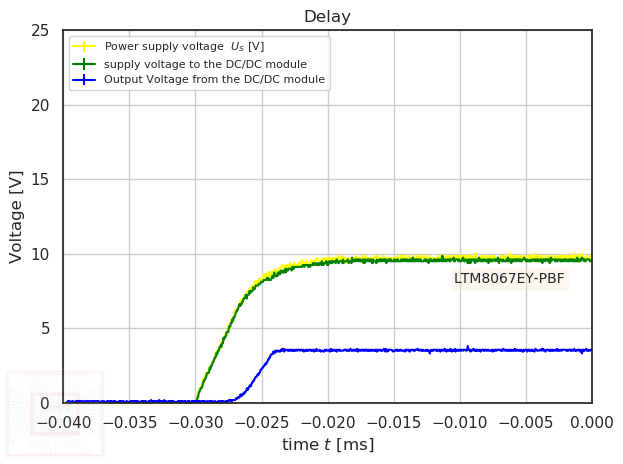 Delay
25
Power supply voltage U_S [V]
supply voltage to the DC/DC module
Output Voltage from the DC/DC module
20
15
10
5
0
Voltage [V]
LTM8067EY-PBF
−0.040 −0.035 −0.030 −0.025 −0.020 −0.015 −0.010 −0.005 0.000
time t [ms]